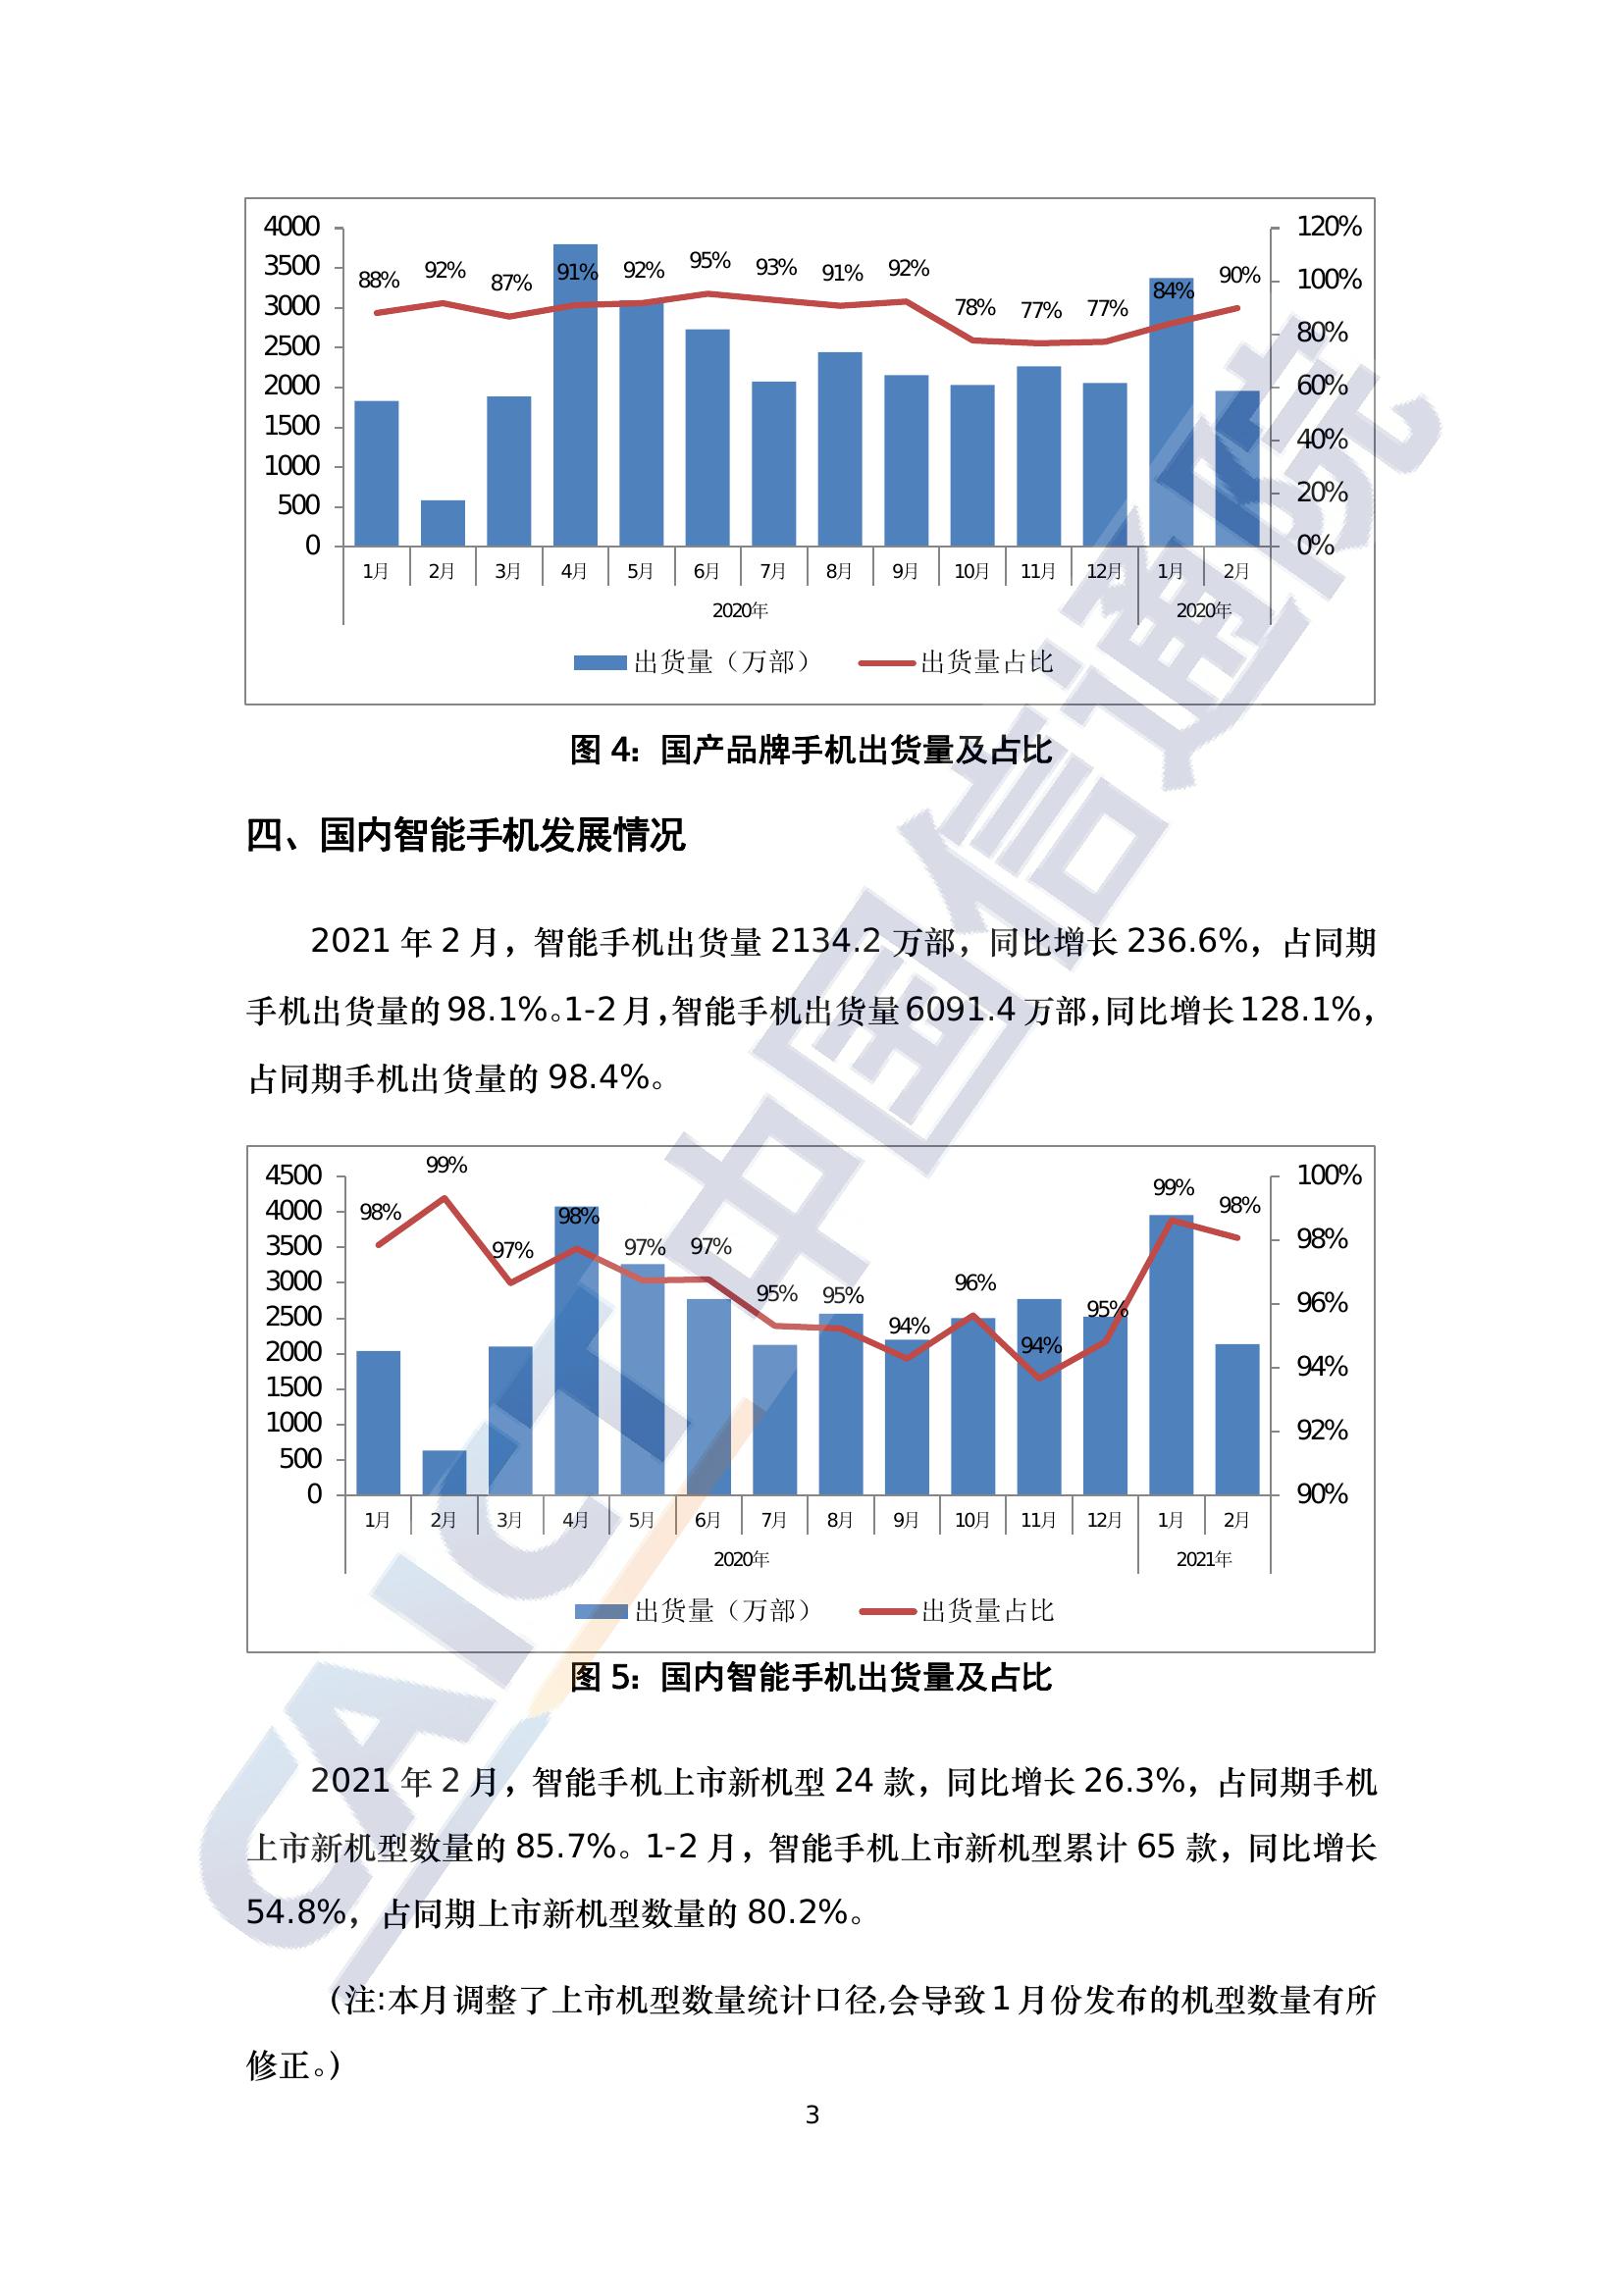 4000
3500
3000
2500
2000
1500
1000
500
0
120%
100%
80%
60%
40%
20%
0%
88% 92% 87% 91% 92% 95% 93% 91% 92% 78% 77% 77% 84% 90%
1月 2月 3月 4月 5月 6月 7月 8月 9月 10月 11月 12月 1月 2月
2020年 2020年
出货量（万部） 出货量占比
图 4：国产品牌手机出货量及占比
四、国内智能手机发展情况
2021 年 2 月，智能手机出货量 2134.2 万部，同比增长 236.6%，占同期
手机出货量的 98.1%。1-2 月，智能手机出货量 6091.4 万部，同比增长 128.1%，
占同期手机出货量的 98.4%。
4500
4000
3500
3000
2500
2000
1500
1000
500
0
100%
98%
96%
94%
92%
90%
98% 99% 97% 98% 97% 97% 95% 95% 94% 96% 94% 95% 99% 98%
1月 2月 3月 4月 5月 6月 7月 8月 9月 10月 11月 12月 1月 2月
2020年 2021年
出货量（万部） 出货量占比
图 5：国内智能手机出货量及占比
2021 年 2 月，智能手机上市新机型 24 款，同比增长 26.3%，占同期手机
上市新机型数量的 85.7%。1-2 月，智能手机上市新机型累计 65 款，同比增长
54.8%，占同期上市新机型数量的 80.2%。
（注:本月调整了上市机型数量统计口径,会导致 1 月份发布的机型数量有所
修正。）
3
CAICT 中国信通院